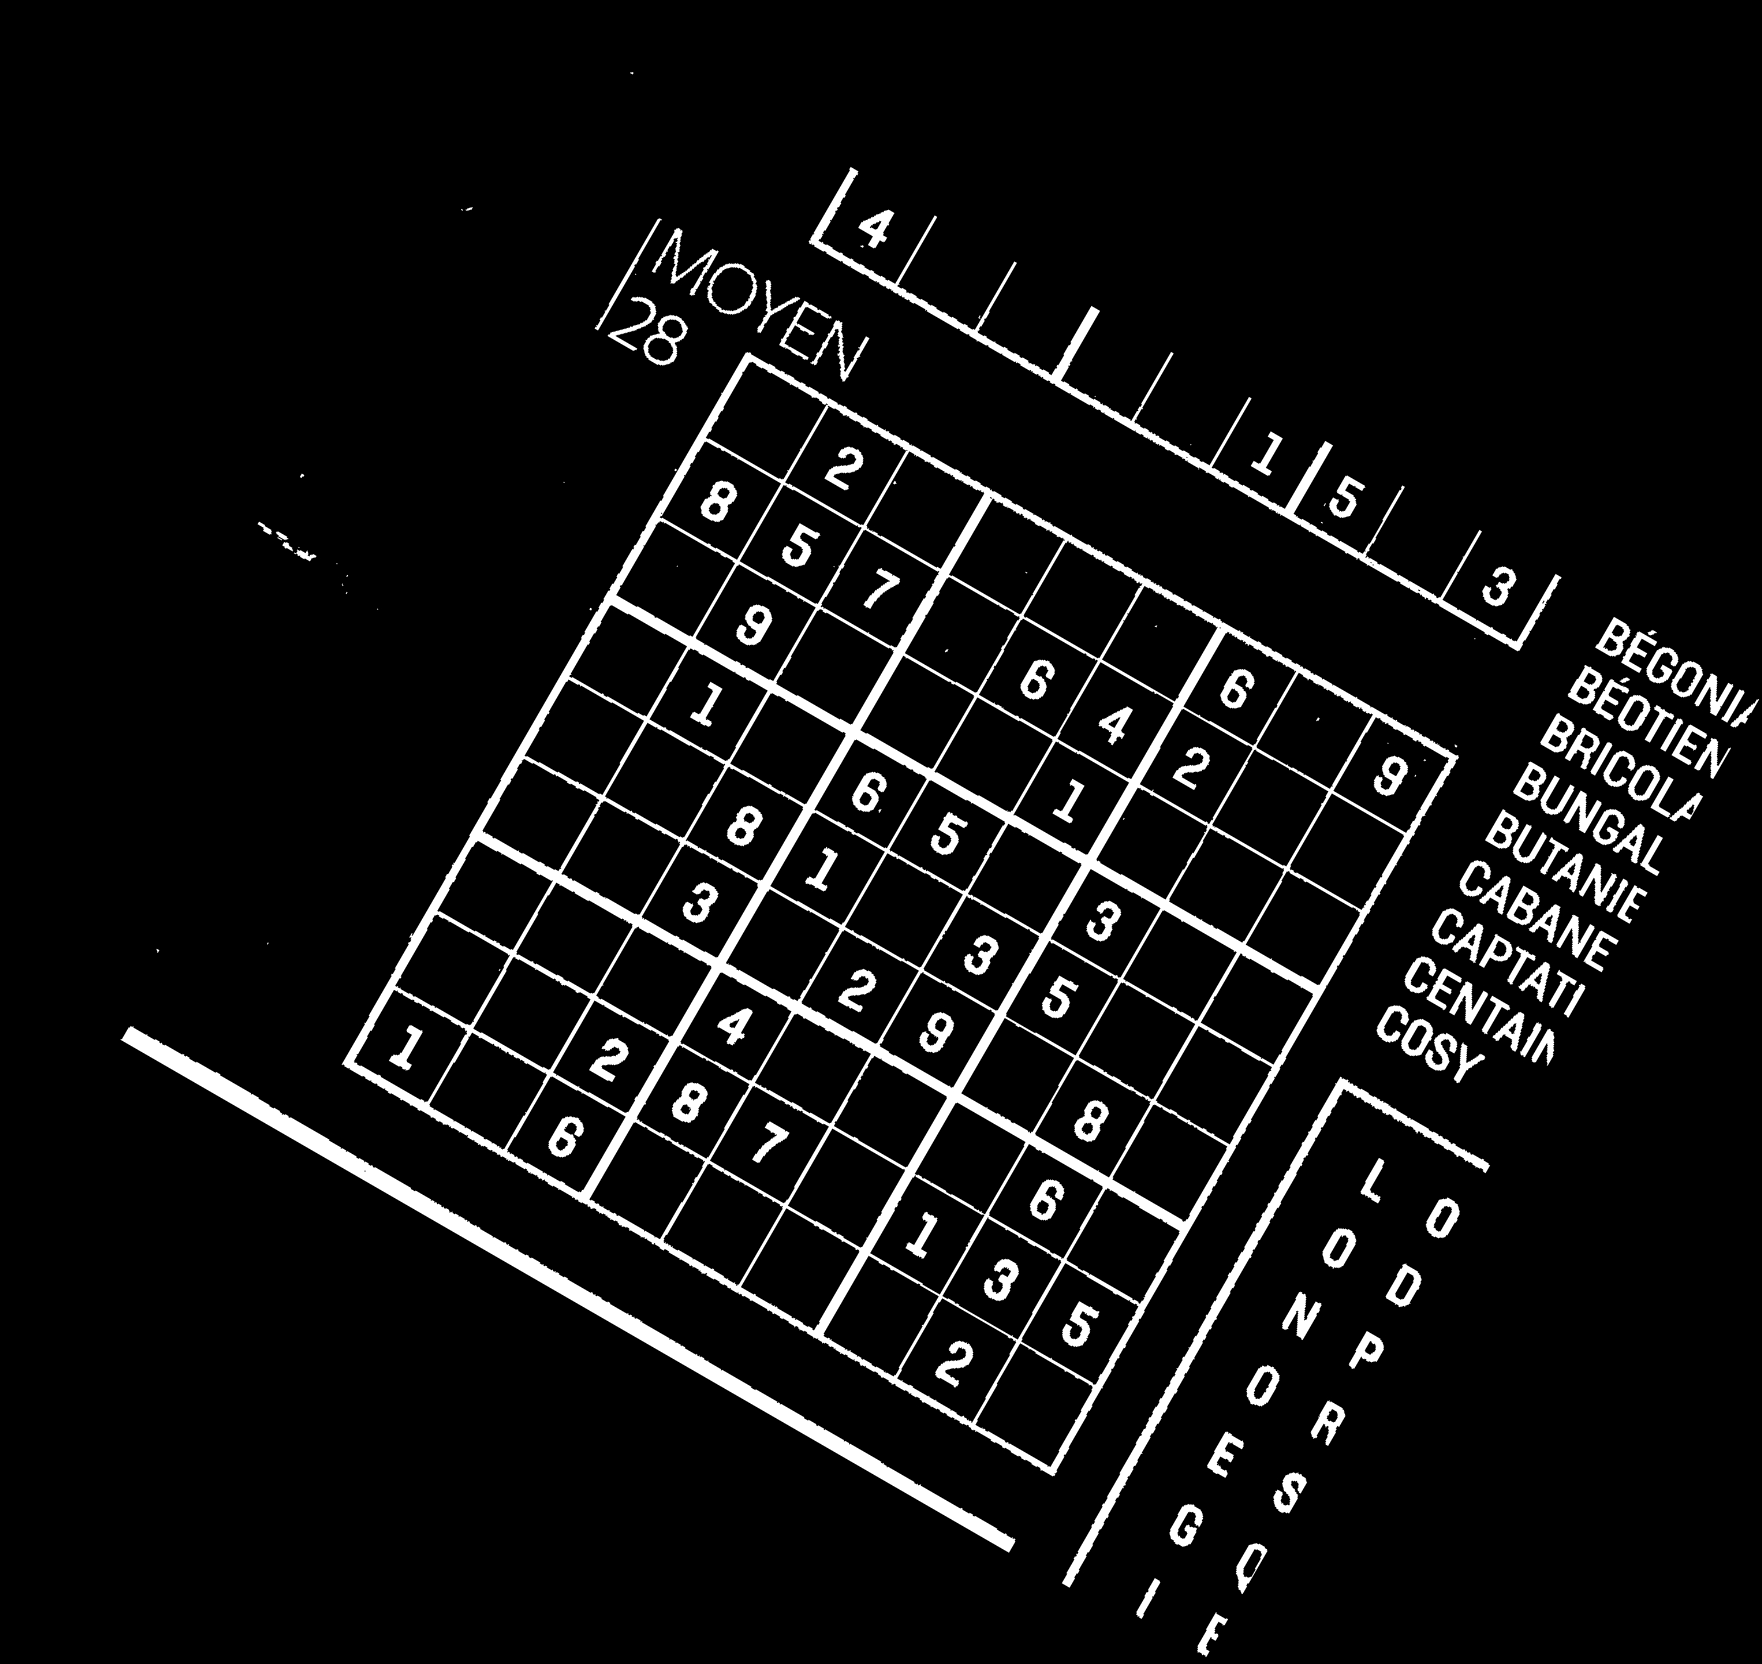 4 1 5 3
MOYEN
28
2 6 9
8 5 7 6 4 2
9 1
1 6 5 3
8 1 3 5
3 2 9 8
4 6
2 8 7 1 3 5
1 6 2
BÉGONIA
BÉOTIEN
BRICOLA
BUNGAL
BUTANIE
CABANE
CAPTATI
CENTAIN
COSY
L O
O D
N P
O R
E S
G Q
I E